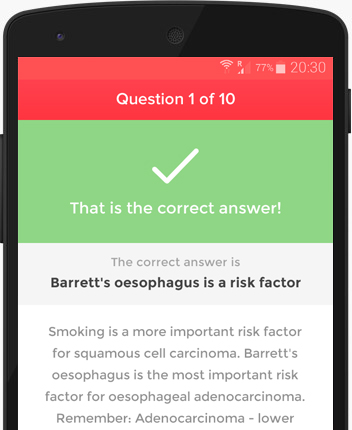 R 77% 20:30
Question 1 of 10
That is the correct answer!
The correct answer is
Barrett's oesophagus is a risk factor
Smoking is a more important risk factor
for squamous cell carcinoma. Barrett's
oesophagus is the most important risk
factor for oesophageal adenocarcinoma.
Remember: Adenocarcinoma - lower